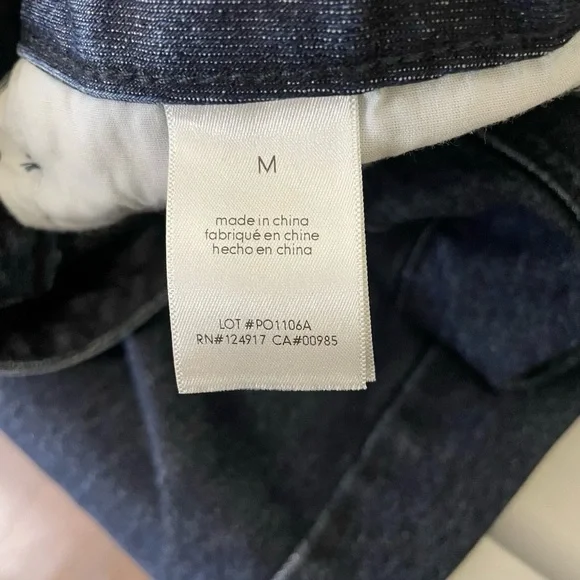 M
made in china
fabriqué en chine
hecho en china
LOT #PO1106A
RN#124917 CA#00985